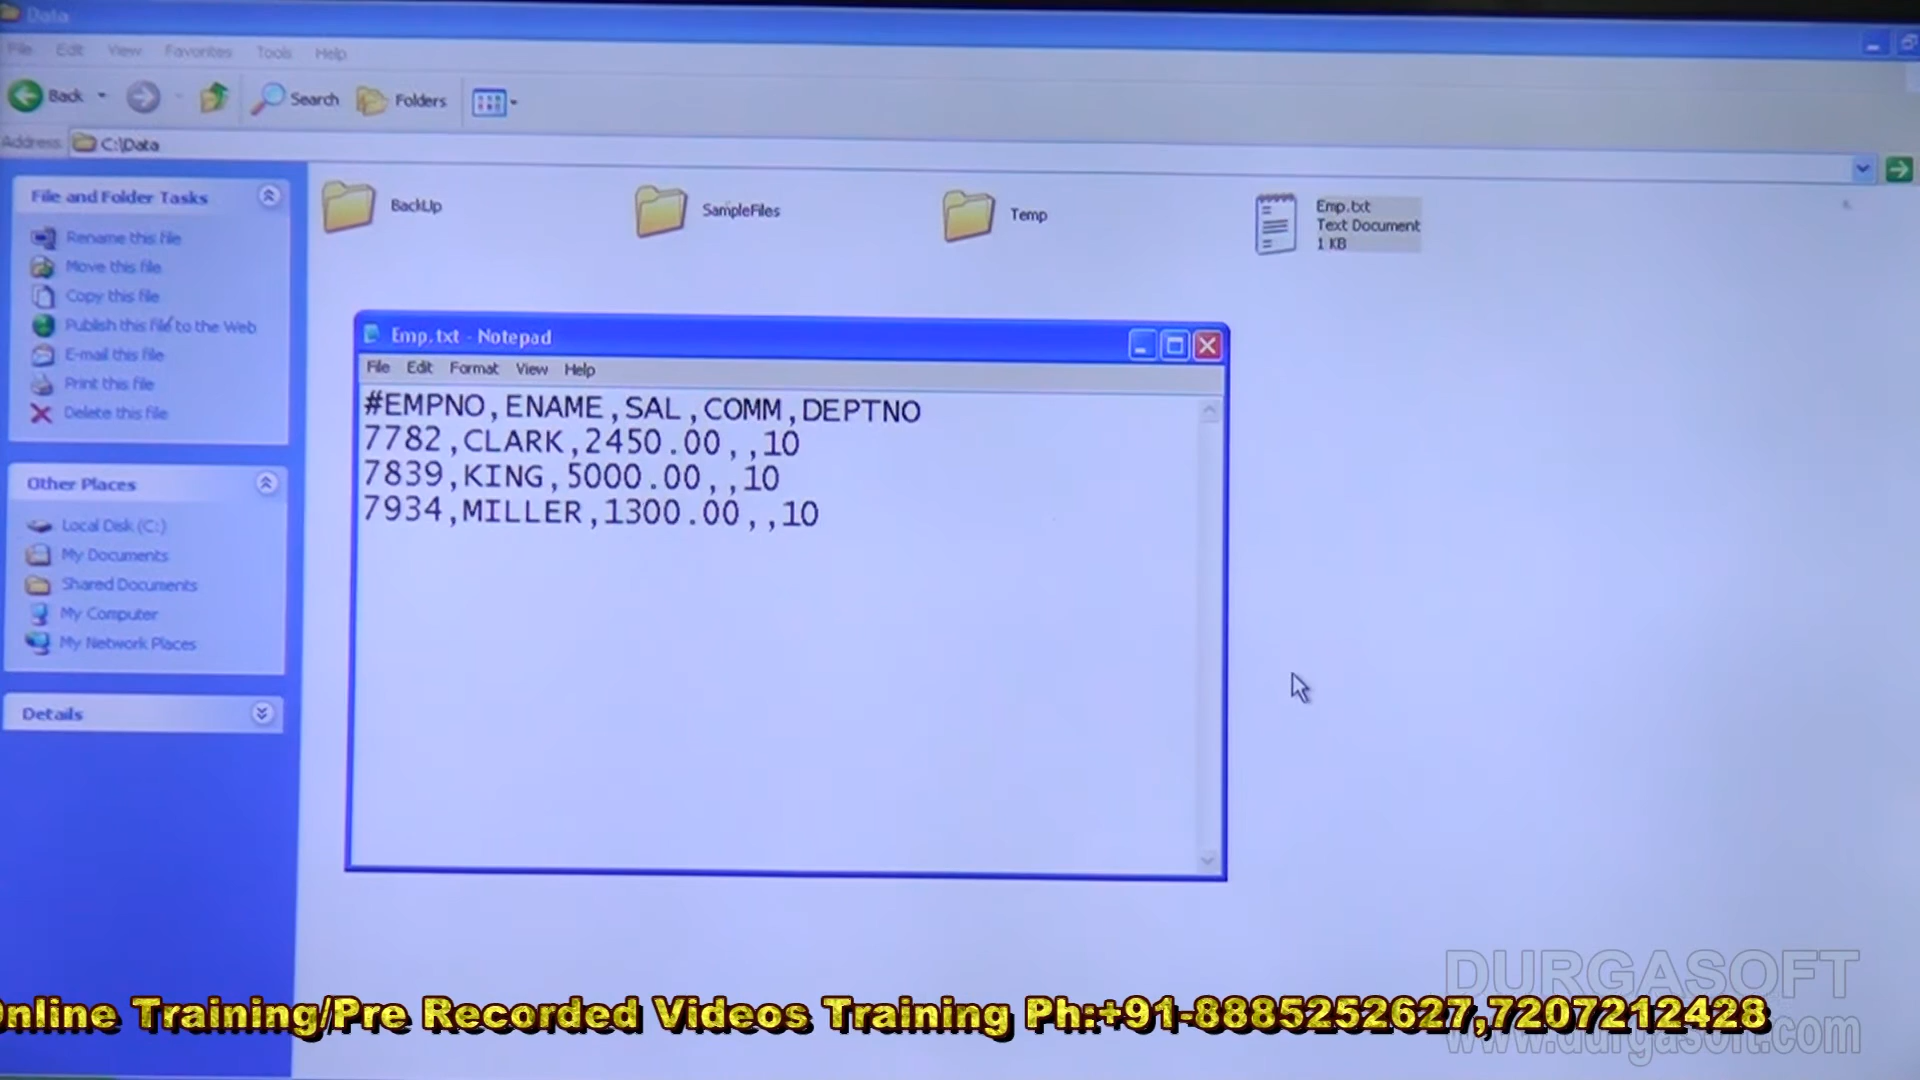 Data
File Edit View Favorites Tools Help
Back Search Folders
Address C:\Data
File and Folder Tasks
Rename this file
Move this file
Copy this file
Publish this file to the Web
E-mail this file
Print this file
Delete this file
Other Places
Local Disk (C:)
My Documents
Shared Documents
My Computer
My Network Places
Details
BackUp
SampleFiles
Temp
Emp.txt
Text Document
1 KB
Emp.txt - Notepad
File Edit Format View Help
#EMPNO,ENAME,SAL,COMM,DEPTNO
7782,CLARK,2450.00,,10
7839,KING,5000.00,,10
7934,MILLER,1300.00,,10
DURGASOFT
www.durgasoft.com
Online Training/Pre Recorded Videos Training Ph:+91-8885252627,7207212428